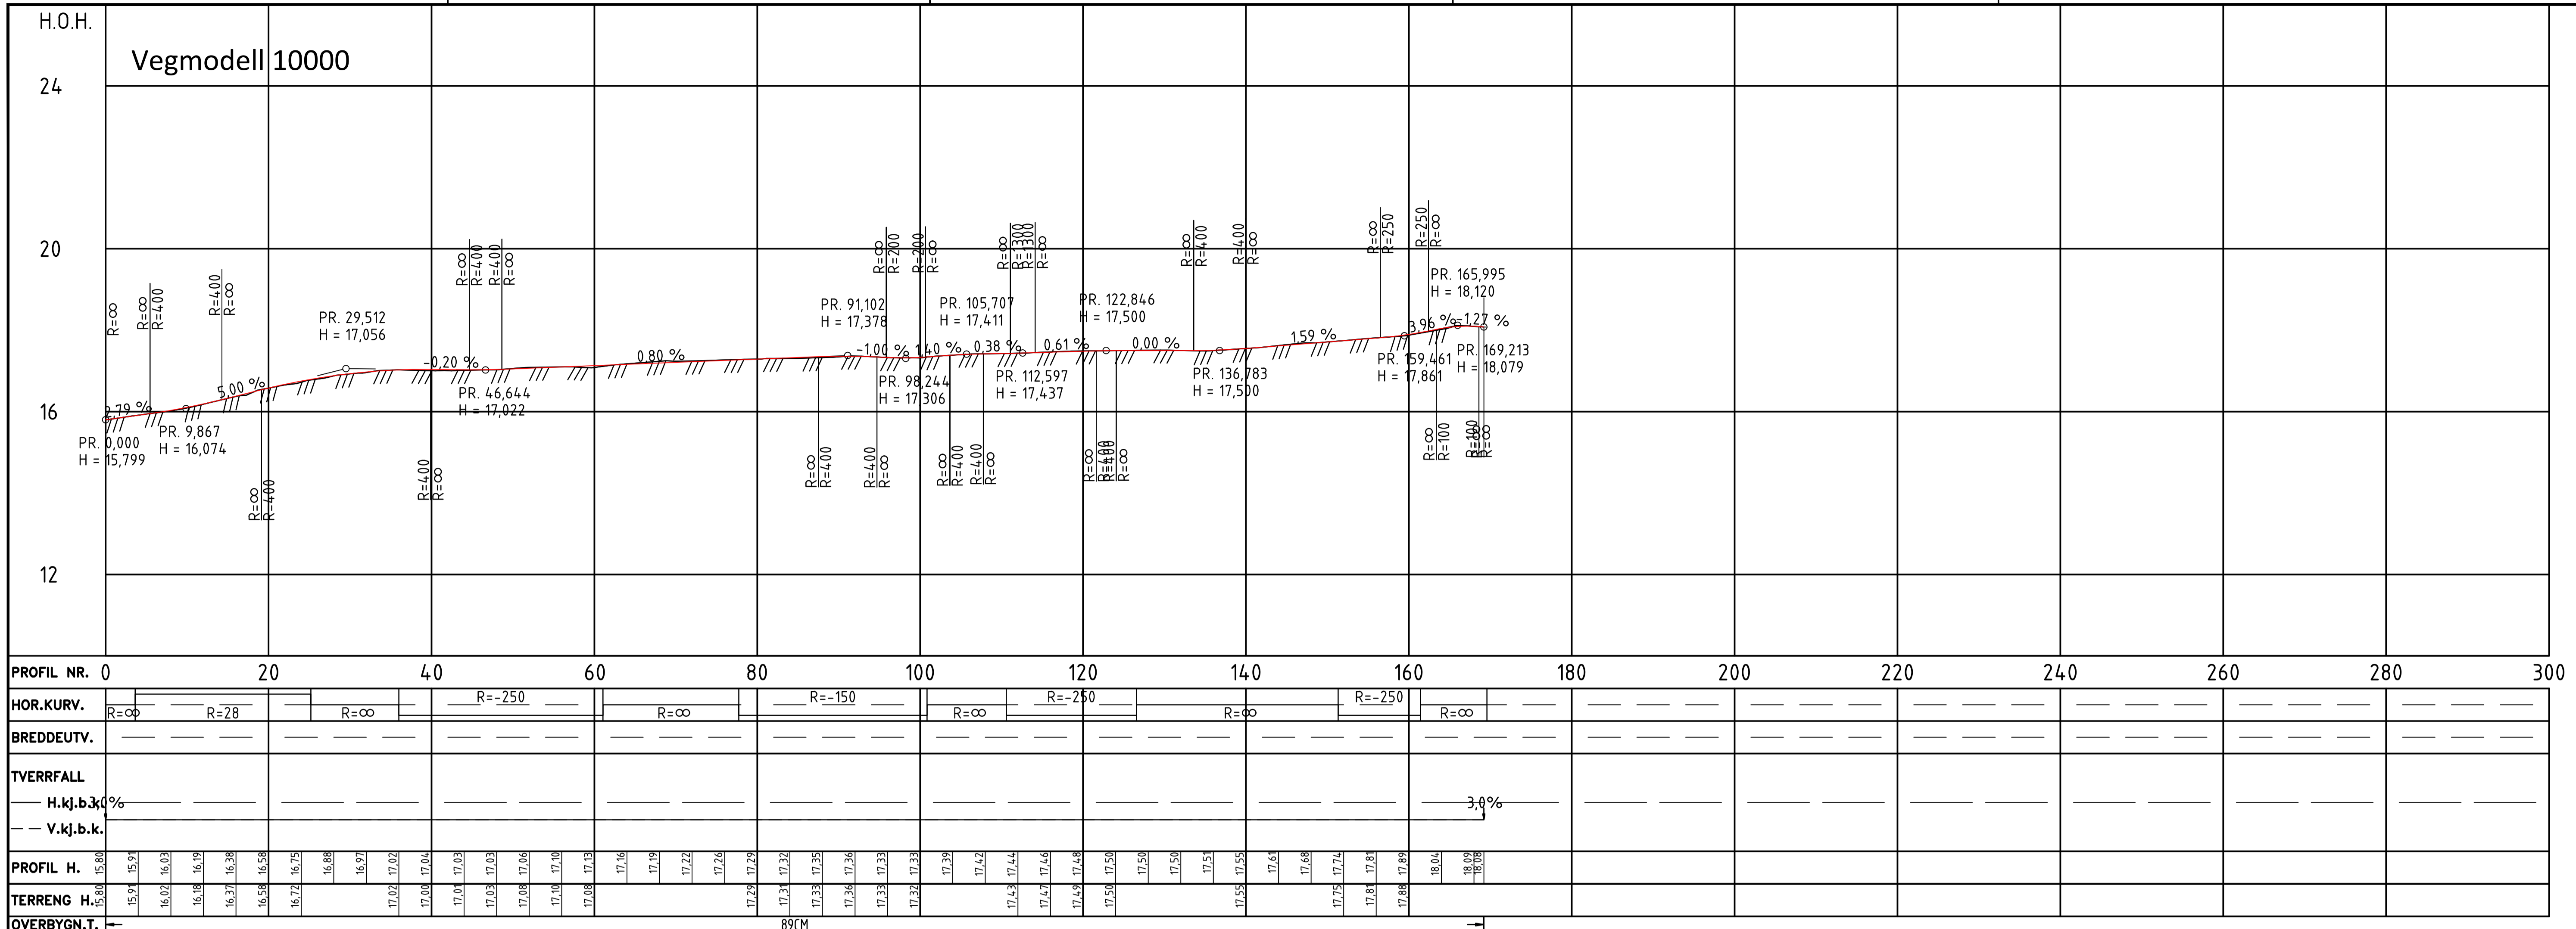 H.O.H.
Vegmodell 10000
24
20
16
12
R=∞
R=∞
R=400
R=400
R=∞
R=∞
R=400
R=400
R=∞
R=∞
R=200
R=200
R=∞
R=∞
R=300
R=300
R=∞
R=∞
R=400
R=400
R=∞
R=∞
R=250
R=250
R=∞
PR. 29,512
H = 17,056
PR. 91,102
H = 17,378
PR. 105,707
H = 17,411
PR. 122,846
H = 17,500
PR. 165,995
H = 18,120
5,00 %
-0,20 %
0,80 %
-1,00 %
1,40 %
0,38 %
0,61 %
0,00 %
1,59 %
3,96 %
-1,27 %
PR. 0,000
H = 15,799
PR. 9,867
H = 16,074
PR. 46,644
H = 17,022
PR. 98,244
H = 17,306
PR. 112,597
H = 17,437
PR. 136,783
H = 17,500
PR. 159,461
H = 17,861
PR. 169,213
H = 18,079
R=∞
R=400
R=400
R=∞
R=∞
R=400
R=400
R=∞
R=∞
R=400
R=400
R=∞
R=∞
R=400
R=400
R=∞
R=∞
R=100
R=100
R=∞
PROFIL NR. 0 20 40 60 80 100 120 140 160 180 200 220 240 260 280 300
HOR.KURV. R=∞ R=28 R=∞ R=-250 R=∞ R=-150 R=∞ R=-250 R=∞ R=-250 R=∞
BREDDEUTV.
TVERRFALL
H.kj.b.k. 3,0% 3,0%
V.kj.b.k.
PROFIL H. 15,80 15,91 16,03 16,19 16,38 16,58 16,75 16,88 16,97 17,02 17,04 17,03 17,03 17,06 17,10 17,13 17,16 17,19 17,22 17,26 17,29 17,32 17,35 17,36 17,33 17,33 17,39 17,42 17,44 17,46 17,48 17,50 17,50 17,50 17,51 17,55 17,61 17,68 17,74 17,81 17,89 18,04 18,09 18,08
TERRENG H. 15,80 15,91 16,02 16,18 16,37 16,58 16,72 17,02 17,00 17,01 17,03 17,08 17,10 17,08 17,29 17,31 17,33 17,36 17,33 17,32 17,43 17,47 17,49 17,50 17,55 17,75 17,81 17,88
OVERBYGN.T. 89CM